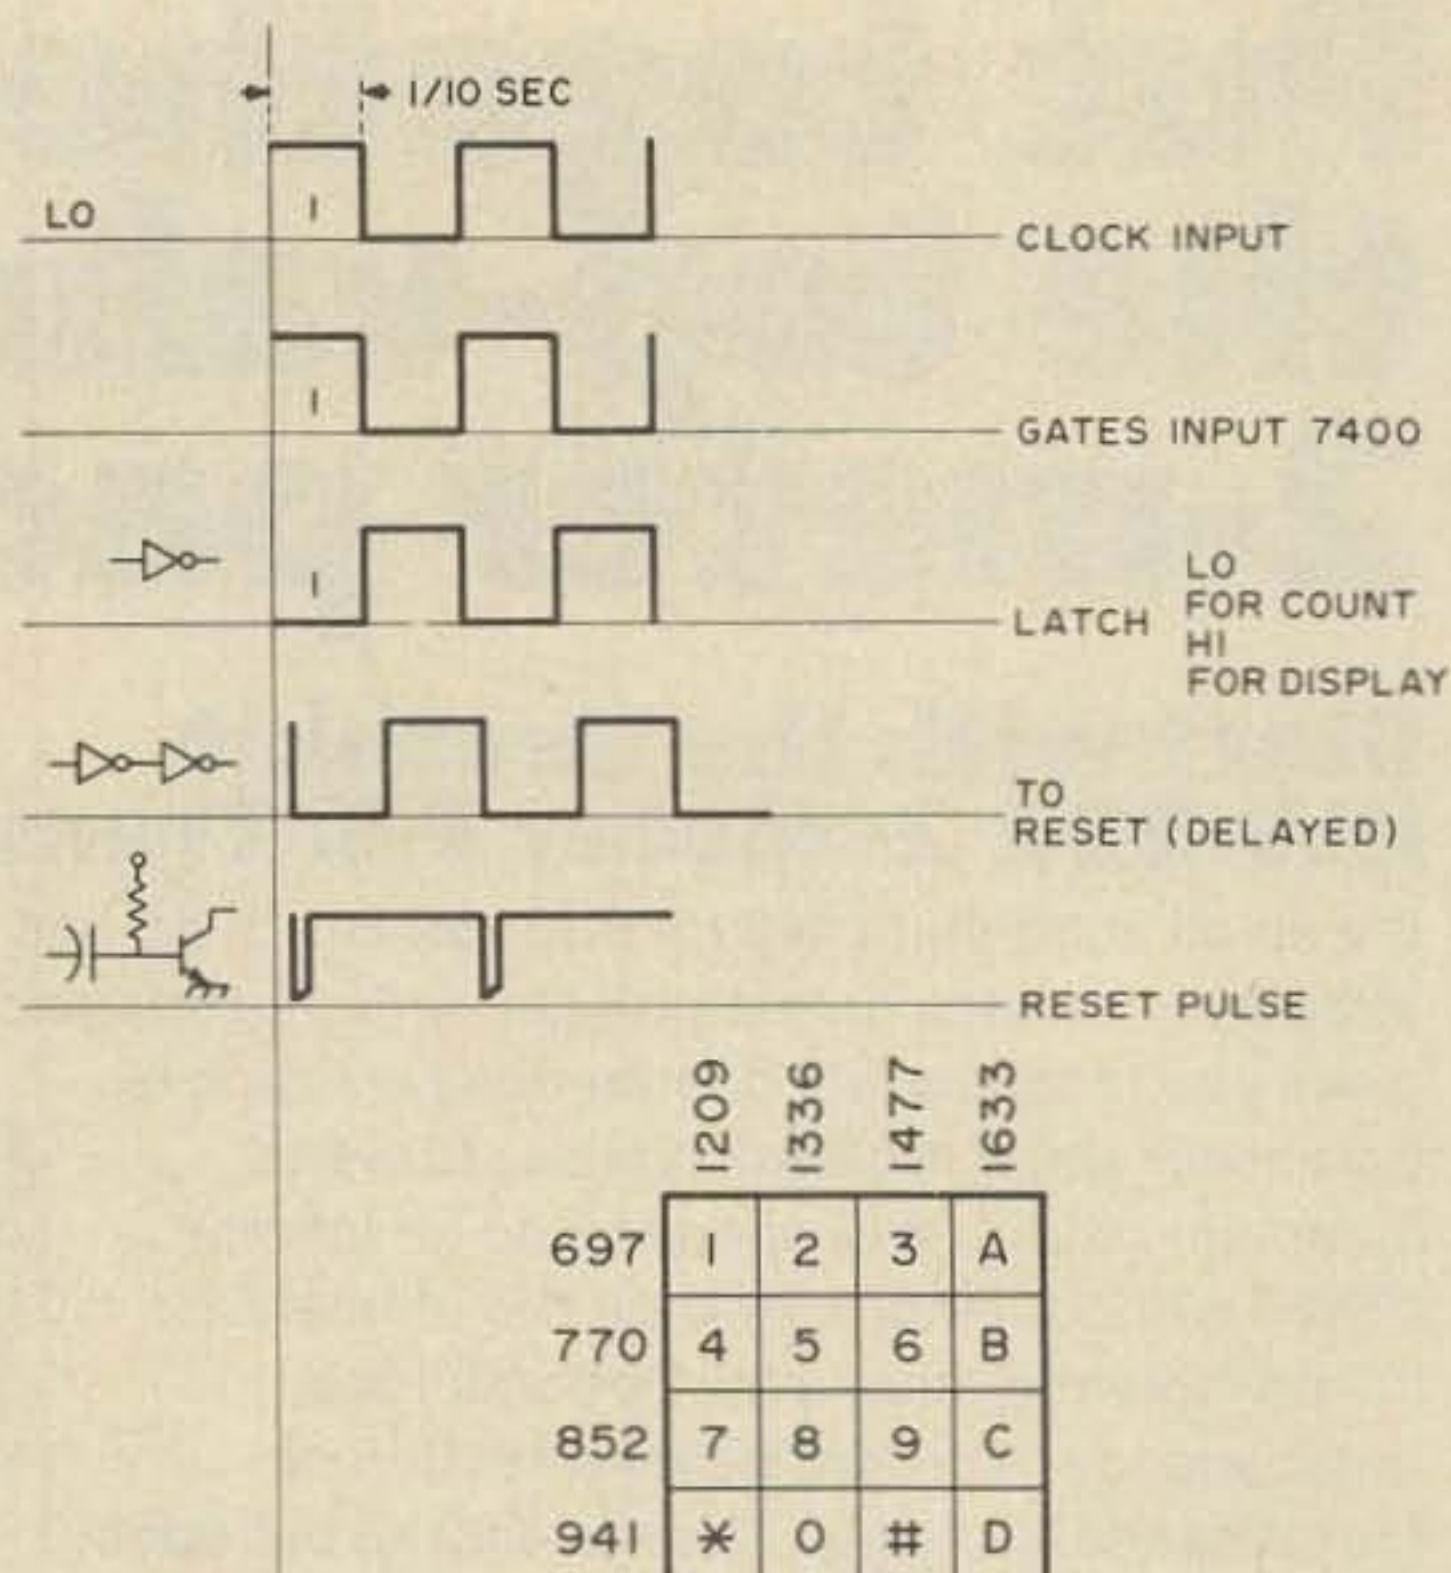 1/10 SEC
LO
1
CLOCK INPUT
1
GATES INPUT 7400
1
LATCH
LO
FOR COUNT
HI
FOR DISPLAY
TO
RESET (DELAYED)
RESET PULSE
1209 1336 1477 1633
697 1 2 3 A
770 4 5 6 B
852 7 8 9 C
941 * 0 # D